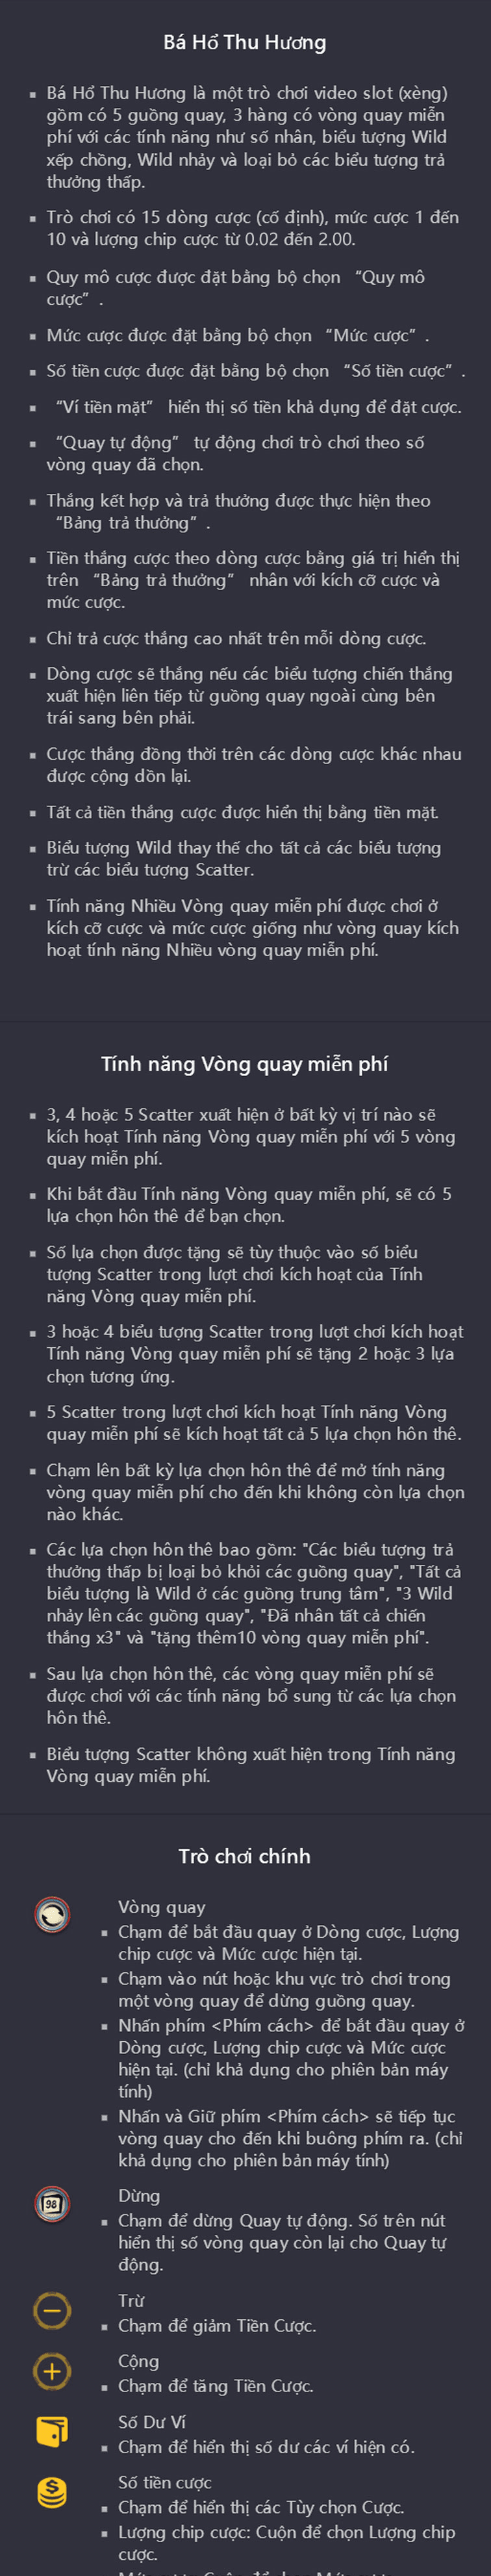 Bá Hổ Thu Hương
▪ Bá Hổ Thu Hương là một trò chơi video slot (xèng)
gồm có 5 guồng quay, 3 hàng có vòng quay miễn
phí với các tính năng như số nhân, biểu tượng Wild
xếp chồng, Wild nhảy và loại bỏ các biểu tượng trả
thưởng thấp.
▪ Trò chơi có 15 dòng cược (cố định), mức cược 1 đến
10 và lượng chip cược từ 0.02 đến 2.00.
▪ Quy mô cược được đặt bằng bộ chọn “Quy mô
cược” .
▪ Mức cược được đặt bằng bộ chọn “Mức cược” .
▪ Số tiền cược được đặt bằng bộ chọn “Số tiền cược” .
▪ “Ví tiền mặt” hiển thị số tiền khả dụng để đặt cược.
▪ “Quay tự động” tự động chơi trò chơi theo số
vòng quay đã chọn.
▪ Thắng kết hợp và trả thưởng được thực hiện theo
“Bảng trả thưởng” .
▪ Tiền thắng cược theo dòng cược bằng giá trị hiển thị
trên “Bảng trả thưởng” nhân với kích cỡ cược và
mức cược.
▪ Chỉ trả cược thắng cao nhất trên mỗi dòng cược.
▪ Dòng cược sẽ thắng nếu các biểu tượng chiến thắng
xuất hiện liên tiếp từ guồng quay ngoài cùng bên
trái sang bên phải.
▪ Cược thắng đồng thời trên các dòng cược khác nhau
được cộng dồn lại.
▪ Tất cả tiền thắng cược được hiển thị bằng tiền mặt.
▪ Biểu tượng Wild thay thế cho tất cả các biểu tượng
trừ các biểu tượng Scatter.
▪ Tính năng Nhiều Vòng quay miễn phí được chơi ở
kích cỡ cược và mức cược giống như vòng quay kích
hoạt tính năng Nhiều vòng quay miễn phí.
Tính năng Vòng quay miễn phí
▪ 3, 4 hoặc 5 Scatter xuất hiện ở bất kỳ vị trí nào sẽ
kích hoạt Tính năng Vòng quay miễn phí với 5 vòng
quay miễn phí.
▪ Khi bắt đầu Tính năng Vòng quay miễn phí, sẽ có 5
lựa chọn hôn thê để bạn chọn.
▪ Số lựa chọn được tặng sẽ tùy thuộc vào số biểu
tượng Scatter trong lượt chơi kích hoạt của Tính
năng Vòng quay miễn phí.
▪ 3 hoặc 4 biểu tượng Scatter trong lượt chơi kích hoạt
Tính năng Vòng quay miễn phí sẽ tặng 2 hoặc 3 lựa
chọn tương ứng.
▪ 5 Scatter trong lượt chơi kích hoạt Tính năng Vòng
quay miễn phí sẽ kích hoạt tất cả 5 lựa chọn hôn thê.
▪ Chạm lên bất kỳ lựa chọn hôn thê để mở tính năng
vòng quay miễn phí cho đến khi không còn lựa chọn
nào khác.
▪ Các lựa chọn hôn thê bao gồm: "Các biểu tượng trả
thưởng thấp bị loại bỏ khỏi các guồng quay", "Tất cả
biểu tượng là Wild ở các guồng trung tâm", "3 Wild
nhảy lên các guồng quay", "Đã nhân tất cả chiến
thắng x3" và "tặng thêm10 vòng quay miễn phí".
▪ Sau lựa chọn hôn thê, các vòng quay miễn phí sẽ
được chơi với các tính năng bổ sung từ các lựa chọn
hôn thê.
▪ Biểu tượng Scatter không xuất hiện trong Tính năng
Vòng quay miễn phí.
Trò chơi chính
Vòng quay
▪ Chạm để bắt đầu quay ở Dòng cược, Lượng
chip cược và Mức cược hiện tại.
▪ Chạm vào nút hoặc khu vực trò chơi trong
một vòng quay để dừng guồng quay.
▪ Nhấn phím <Phím cách> để bắt đầu quay ở
Dòng cược, Lượng chip cược và Mức cược
hiện tại. (chỉ khả dụng cho phiên bản máy
tính)
▪ Nhấn và Giữ phím <Phím cách> sẽ tiếp tục
vòng quay cho đến khi buông phím ra. (chỉ
khả dụng cho phiên bản máy tính)
98
Dừng
▪ Chạm để dừng Quay tự động. Số trên nút
hiển thị số vòng quay còn lại cho Quay tự
động.
Trừ
▪ Chạm để giảm Tiền Cược.
Cộng
▪ Chạm để tăng Tiền Cược.
Số Dư Ví
▪ Chạm để hiển thị số dư các ví hiện có.
Số tiền cược
▪ Chạm để hiển thị các Tùy chọn Cược.
▪ Lượng chip cược: Cuộn để chọn Lượng chip
cược.